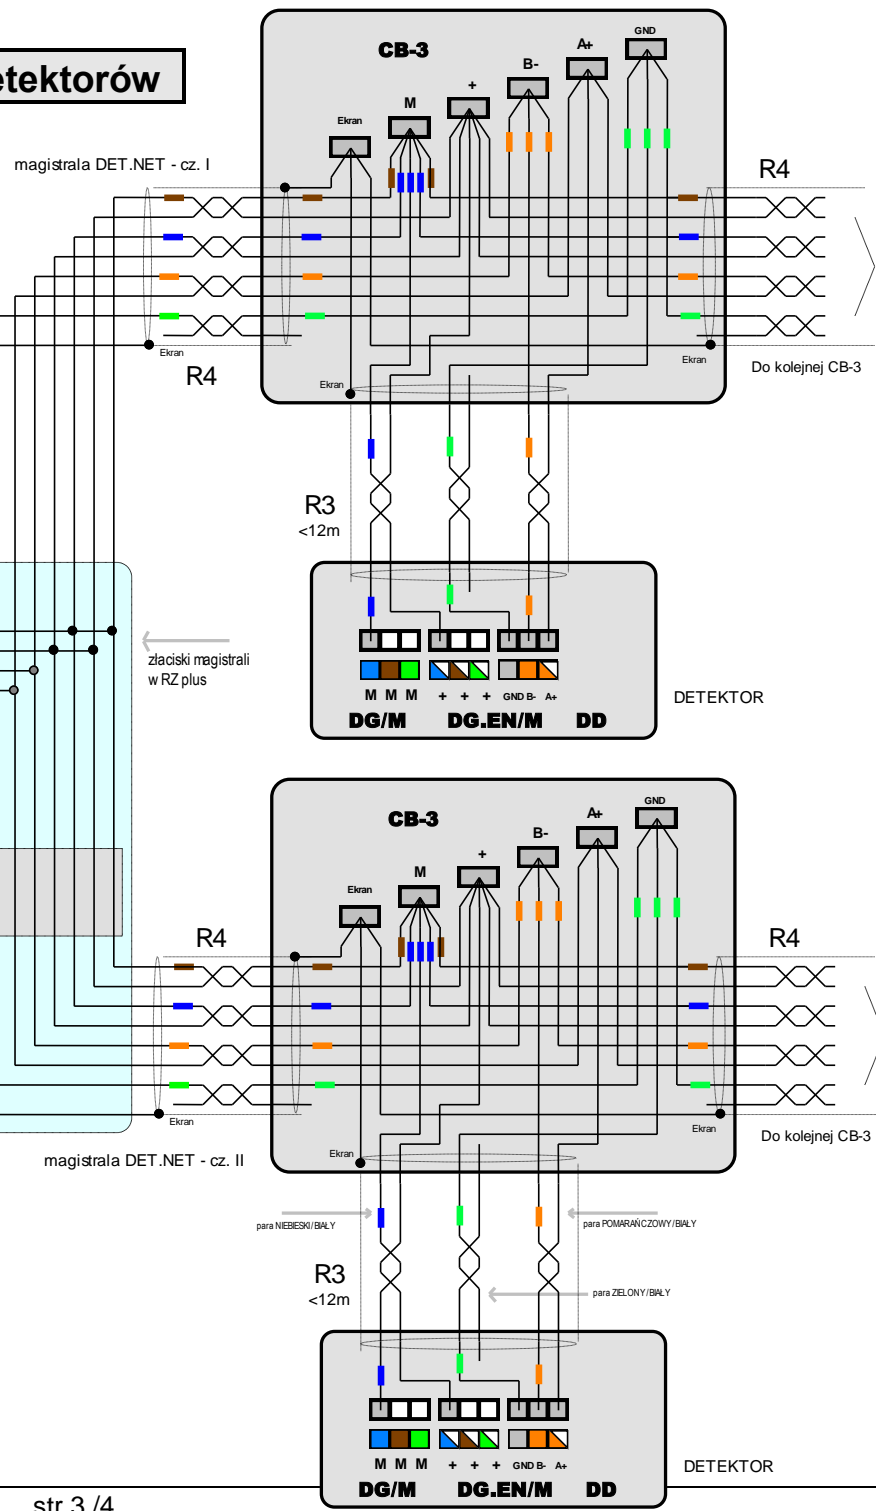 etektorów
CB-3
GND
A+
B-
+
M
Ekran
magistrala DET.NET - cz. I
R4
Ekran
R4
Ekran
Ekran
Do kolejnej CB-3
R3
<12m
złaciski magistrali
w RZ plus
M M M + + + GND B- A+
DG/M DG.EN/M DD
DETEKTOR
CB-3
GND
A+
B-
+
M
Ekran
R4
R4
Ekran
Ekran
Ekran
Do kolejnej CB-3
magistrala DET.NET - cz. II
para NIEBIESKI/BIAŁY
para POMARAŃCZOWY/BIAŁY
R3
<12m
para ZIELONY/BIAŁY
M M M + + + GND B- A+
DG/M DG.EN/M DD
DETEKTOR
str 3 /4